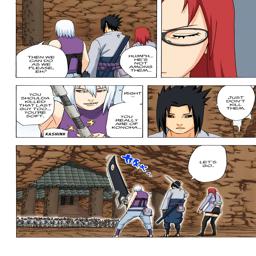 THEN WE
CAN DO
AS WE
PLEASE,
EH?
HUMPH...
HE'S
NOT
AMONG
THEM...
YOU
SHOULDA
KILLED
THAT LAST
GUY TOO...
YOU'RE
SOFT.
RIGHT
YOU
REALLY
ARE OF
KONOHA...
KASHINK
JUST
DON'T
KILL
THEM.
LET'S
GO.